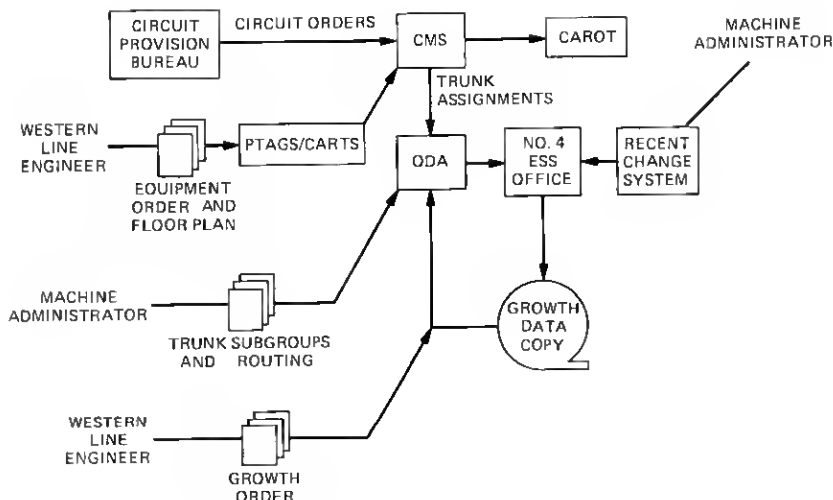 CIRCUIT
PROVISION
BUREAU
CIRCUIT ORDERS
CMS
CAROT
MACHINE
ADMINISTRATOR
TRUNK
ASSIGNMENTS
WESTERN
LINE
ENGINEER
EQUIPMENT
ORDER AND
FLOOR PLAN
PTAGS/CARTS
ODA
NO. 4
ESS
OFFICE
RECENT
CHANGE
SYSTEM
MACHINE
ADMINISTRATOR
TRUNK SUBGROUPS
AND ROUTING
GROWTH
DATA
COPY
WESTERN
LINE
ENGINEER
GROWTH
ORDER